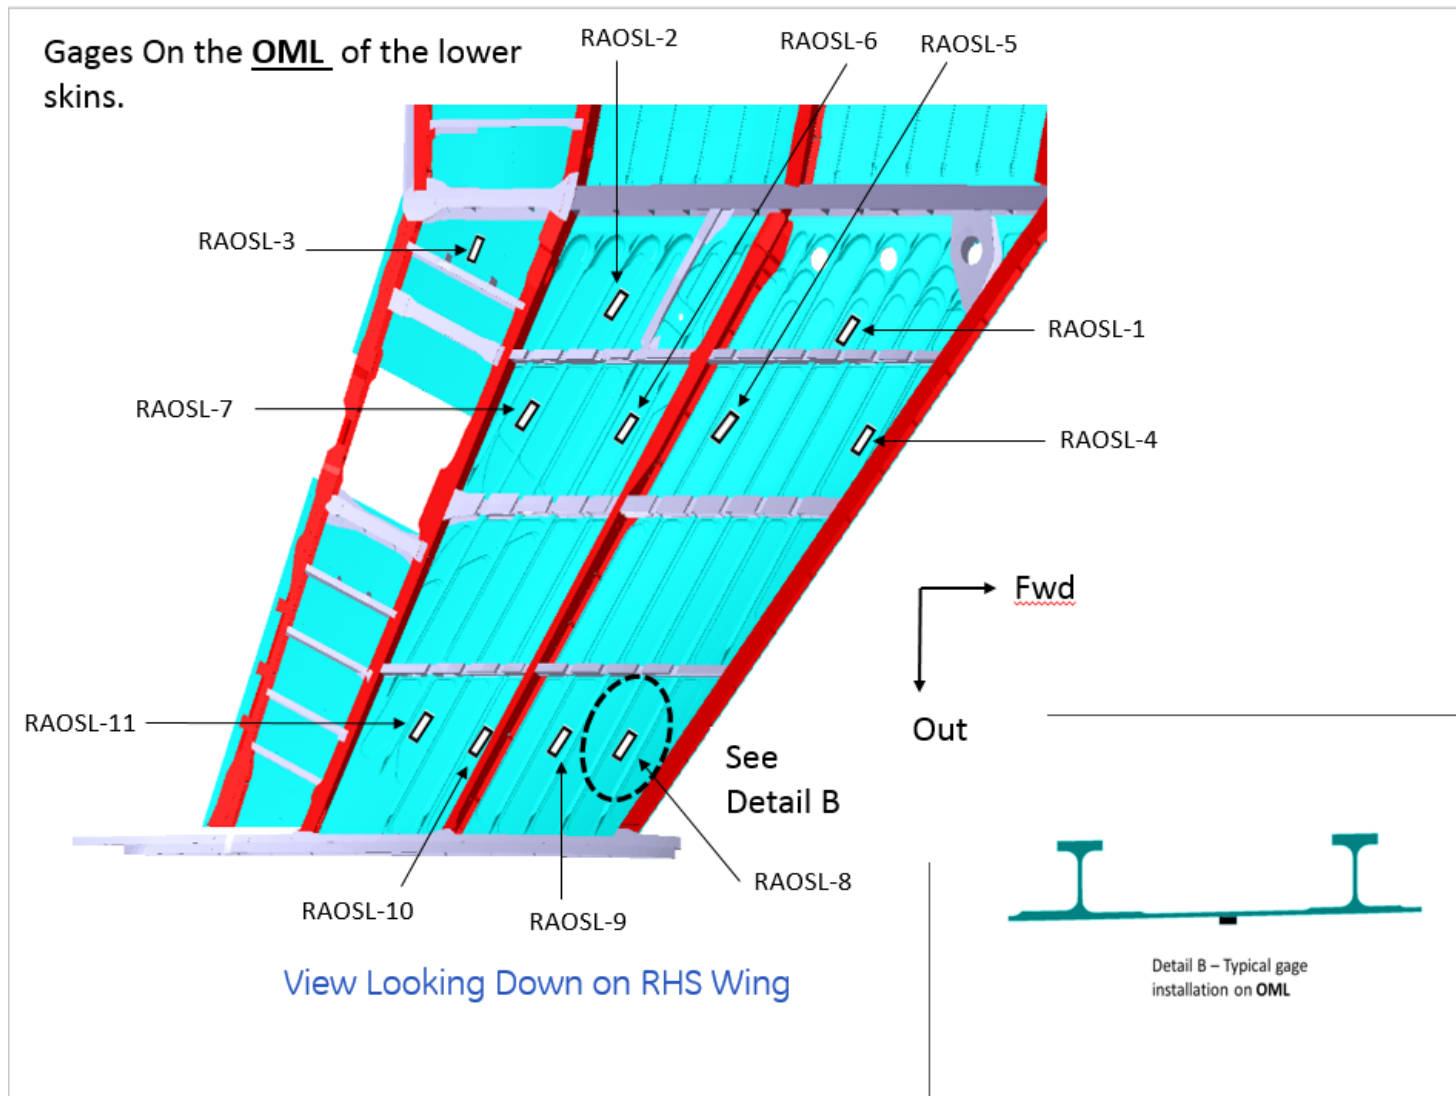 Gages On the OML of the lower
skins.
RAOSL-2
RAOSL-6
RAOSL-5
RAOSL-3
RAOSL-1
RAOSL-7
RAOSL-4
Fwd
Out
RAOSL-11
See
Detail B
RAOSL-8
RAOSL-10
RAOSL-9
View Looking Down on RHS Wing
Detail B – Typical gage
installation on OML